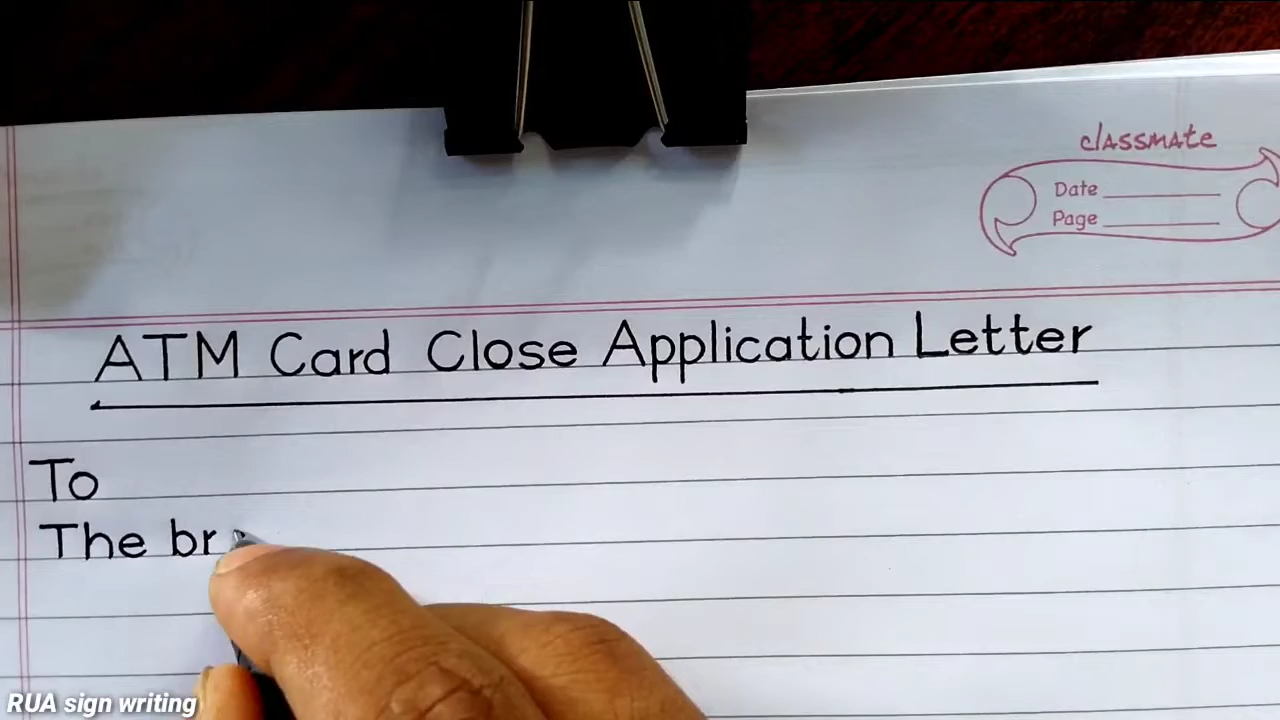 classmate
Date
Page
ATM Card Close Application Letter
To
The br
RUA sign writing